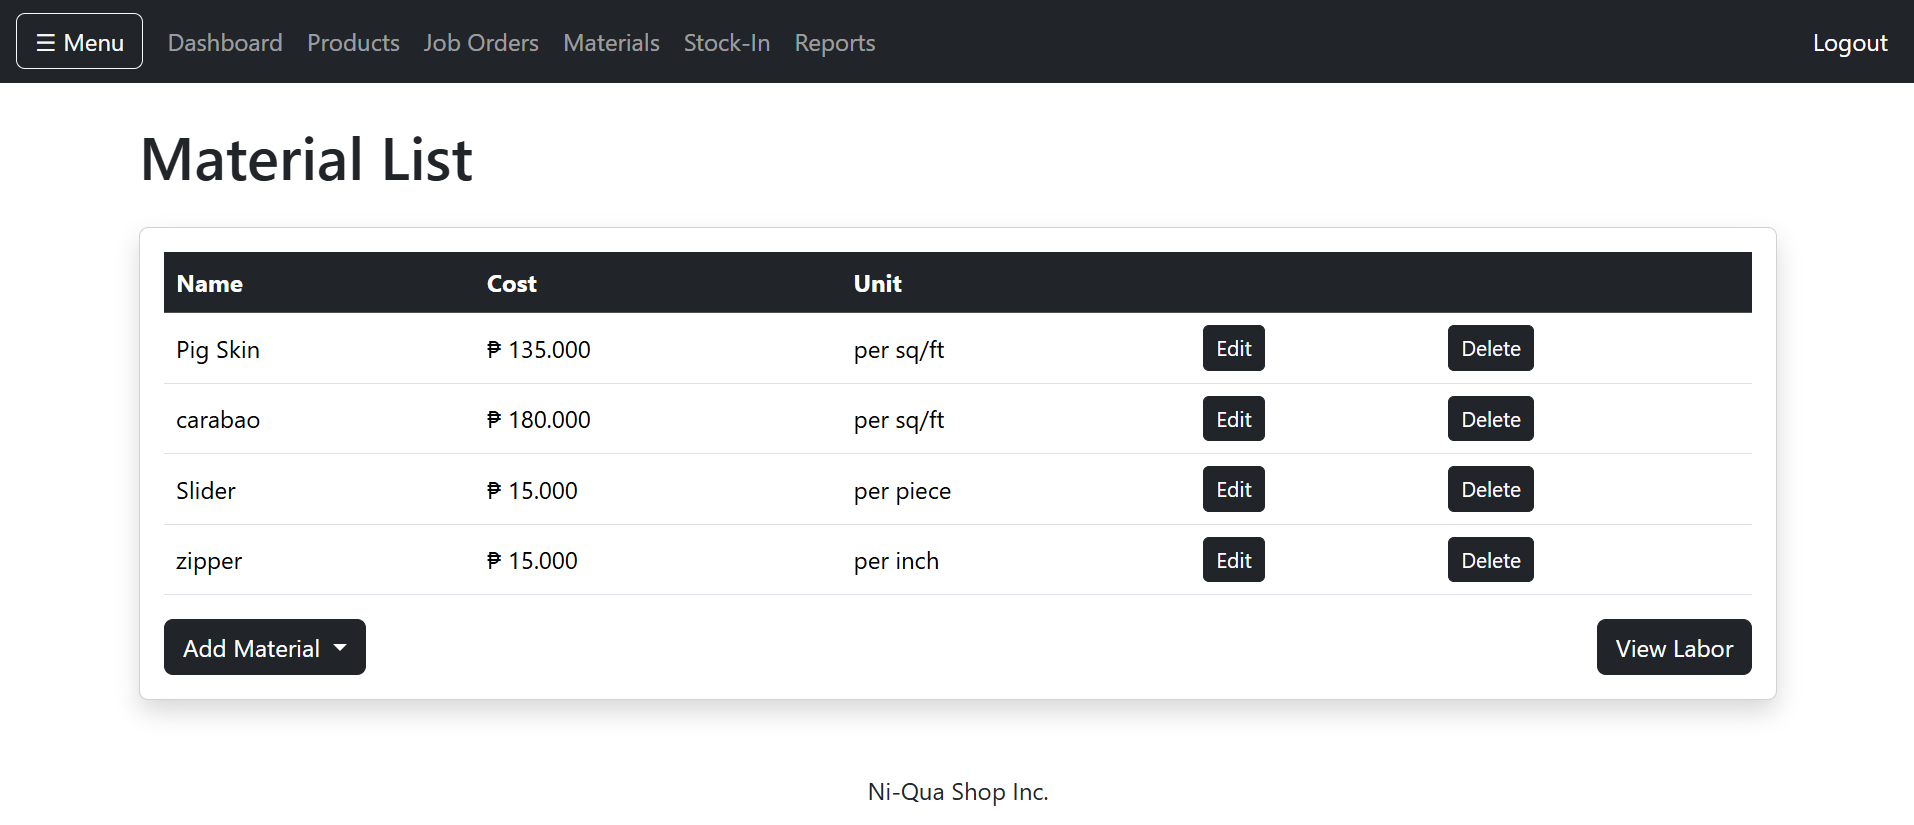 ☰ Menu Dashboard Products Job Orders Materials Stock-In Reports Logout
Material List
Name Cost Unit
Pig Skin ₱ 135.000 per sq/ft Edit Delete
carabao ₱ 180.000 per sq/ft Edit Delete
Slider ₱ 15.000 per piece Edit Delete
zipper ₱ 15.000 per inch Edit Delete
Add Material View Labor
Ni-Qua Shop Inc.